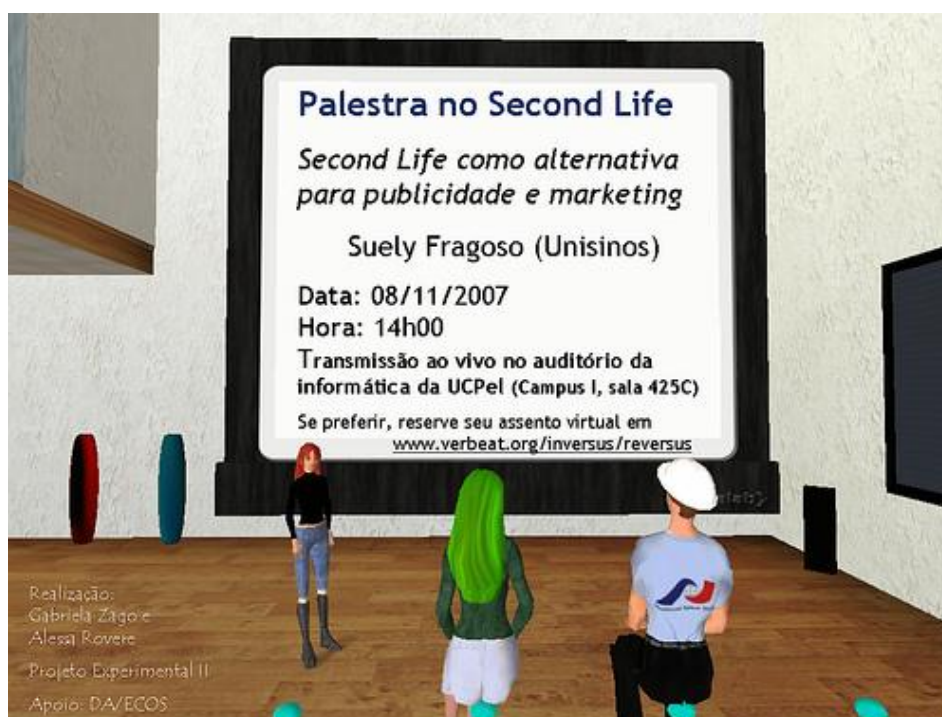 Palestra no Second Life
Second Life como alternativa
para publicidade e marketing
Suely Fragoso (Unisinos)
Data: 08/11/2007
Hora: 14h00
Transmissão ao vivo no auditório da
informática da UCPel (Campus I, sala 425C)
Se preferir, reserve seu assento virtual em
www.verbeat.org/inversus/reversus
Realização:
Gabriela Zago e
Alessa Rovere
Projeto Experimental II
Apoio: DA/ECOS